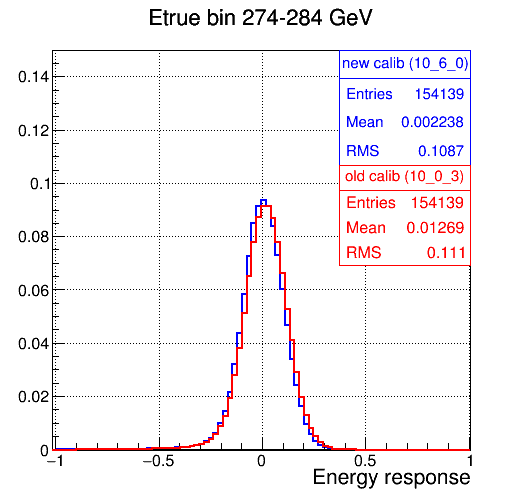 Etrue bin 274-284 GeV
new calib (10_6_0)
Entries 154139
Mean 0.002238
RMS 0.1087
old calib (10_0_3)
Entries 154139
Mean 0.01269
RMS 0.111
0.14
0.12
0.1
0.08
0.06
0.04
0.02
0
−1 −0.5 0 0.5 1
Energy response